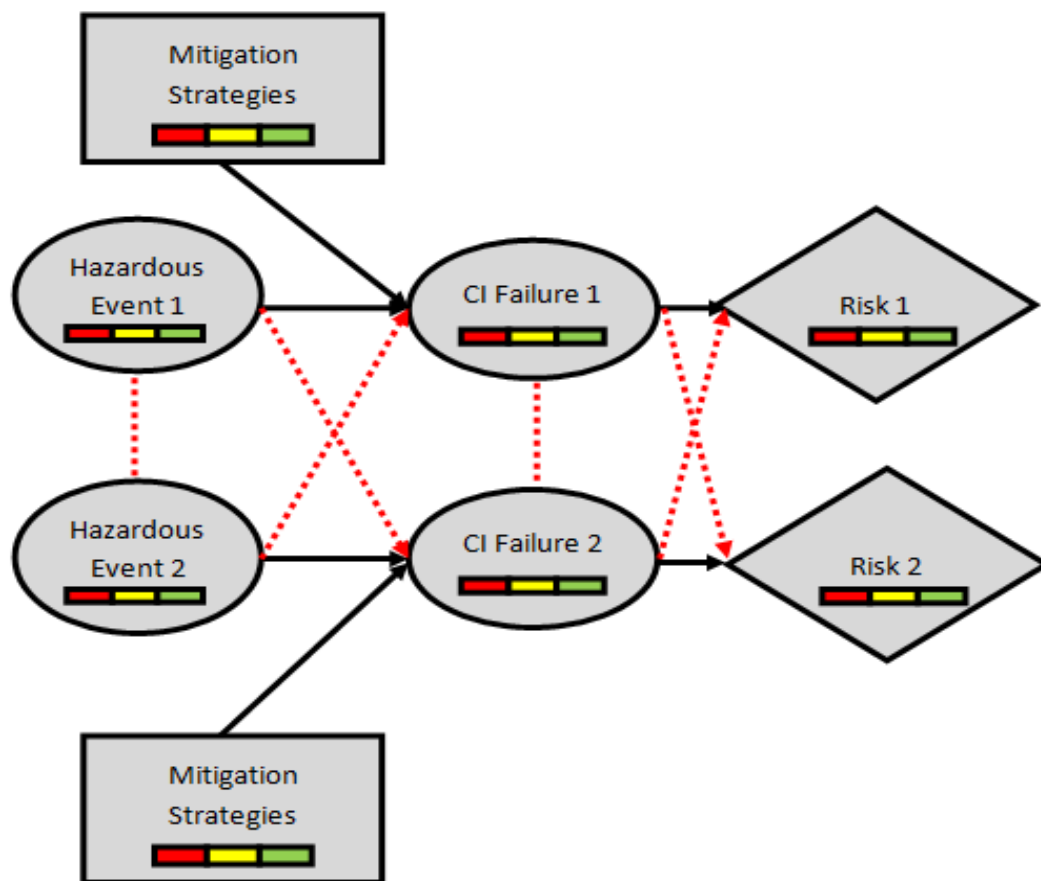 Mitigation
Strategies
Hazardous
Event 1
CI Failure 1
Risk 1
Hazardous
Event 2
CI Failure 2
Risk 2
Mitigation
Strategies